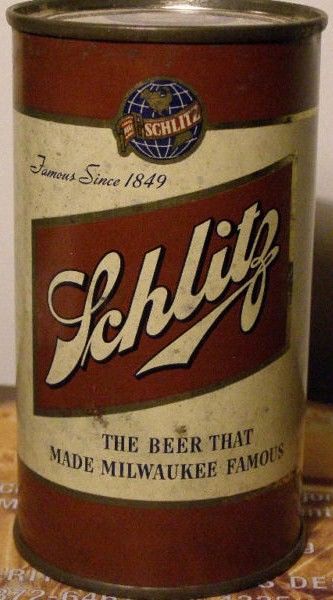 SCHLITZ
Famous Since 1849
Schlitz
THE BEER THAT
MADE MILWAUKEE FAMOUS